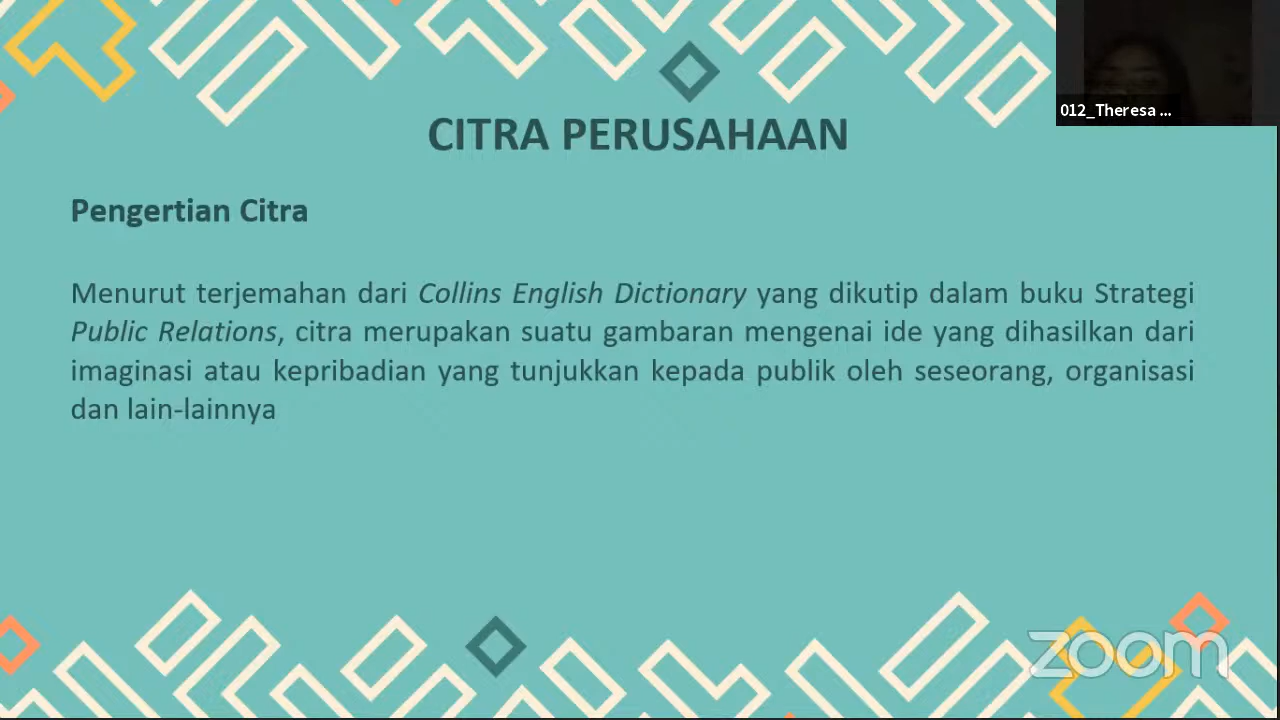 012_Theresa ...
CITRA PERUSAHAAN
Pengertian Citra
Menurut terjemahan dari Collins English Dictionary yang dikutip dalam buku Strategi
Public Relations, citra merupakan suatu gambaran mengenai ide yang dihasilkan dari
imaginasi atau kepribadian yang tunjukkan kepada publik oleh seseorang, organisasi
dan lain-lainnya
zoom